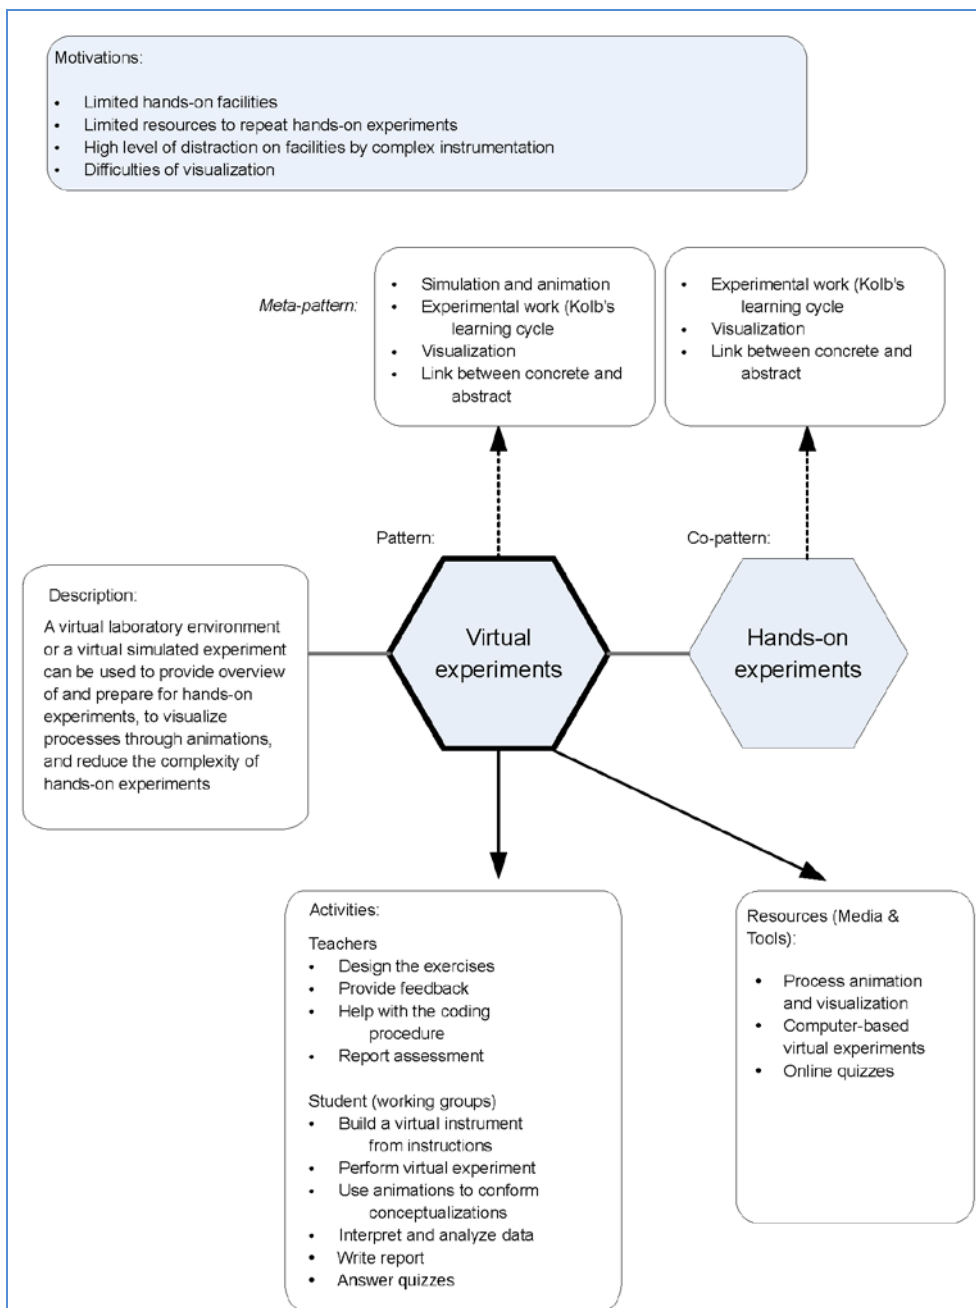 Motivations:
• Limited hands-on facilities
• Limited resources to repeat hands-on experiments
• High level of distraction on facilities by complex instrumentation
• Difficulties of visualization
Meta-pattern:
• Simulation and animation
• Experimental work (Kolb's
learning cycle
• Visualization
• Link between concrete and
abstract
• Experimental work (Kolb's
learning cycle
• Visualization
• Link between concrete and
abstract
Pattern:
Co-pattern:
Description:
A virtual laboratory environment
or a virtual simulated experiment
can be used to provide overview
of and prepare for hands-on
experiments, to visualize
processes through animations,
and reduce the complexity of
hands-on experiments
Virtual
experiments
Hands-on
experiments
Activities:
Teachers
• Design the exercises
• Provide feedback
• Help with the coding
procedure
• Report assessment
Student (working groups)
• Build a virtual instrument
from instructions
• Perform virtual experiment
• Use animations to conform
conceptualizations
• Interpret and analyze data
• Write report
• Answer quizzes
Resources (Media &
Tools):
• Process animation
and visualization
• Computer-based
virtual experiments
• Online quizzes